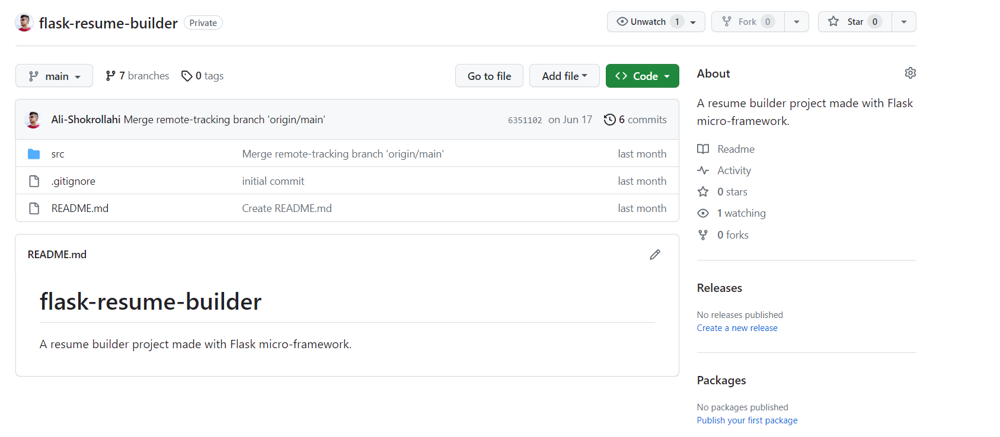 flask-resume-builder Private Unwatch 1 Fork 0 Star 0
main 7 branches 0 tags Go to file Add file <> Code
Ali-Shokrollahi Merge remote-tracking branch 'origin/main' 6351102 on Jun 17 6 commits
src Merge remote-tracking branch 'origin/main' last month
.gitignore initial commit last month
README.md Create README.md last month
README.md
flask-resume-builder
A resume builder project made with Flask micro-framework.
About
A resume builder project made with Flask
micro-framework.
Readme
Activity
0 stars
1 watching
0 forks
Releases
No releases published
Create a new release
Packages
No packages published
Publish your first package